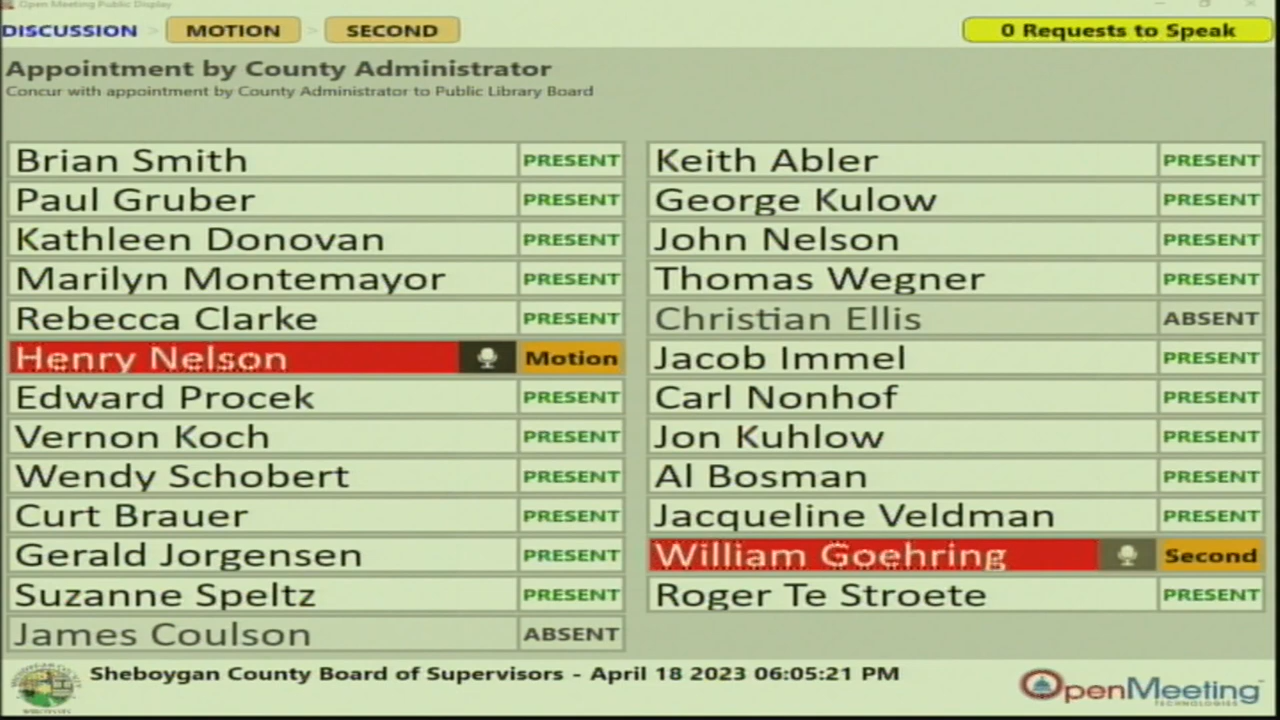 Open Meeting Public Display
DISCUSSION > MOTION > SECOND
0 Requests to Speak
Appointment by County Administrator
Concur with appointment by County Administrator to Public Library Board
Brian Smith PRESENT
Paul Gruber PRESENT
Kathleen Donovan PRESENT
Marilyn Montemayor PRESENT
Rebecca Clarke PRESENT
Henry Nelson Motion
Edward Procek PRESENT
Vernon Koch PRESENT
Wendy Schobert PRESENT
Curt Brauer PRESENT
Gerald Jorgensen PRESENT
Suzanne Speltz PRESENT
James Coulson ABSENT
Keith Abler PRESENT
George Kulow PRESENT
John Nelson PRESENT
Thomas Wegner PRESENT
Christian Ellis ABSENT
Jacob Immel PRESENT
Carl Nonhof PRESENT
Jon Kuhlow PRESENT
Al Bosman PRESENT
Jacqueline Veldman PRESENT
William Goehring Second
Roger Te Stroete PRESENT
Sheboygan County Board of Supervisors - April 18 2023 06:05:21 PM
OpenMeeting
TECHNOLOGIES